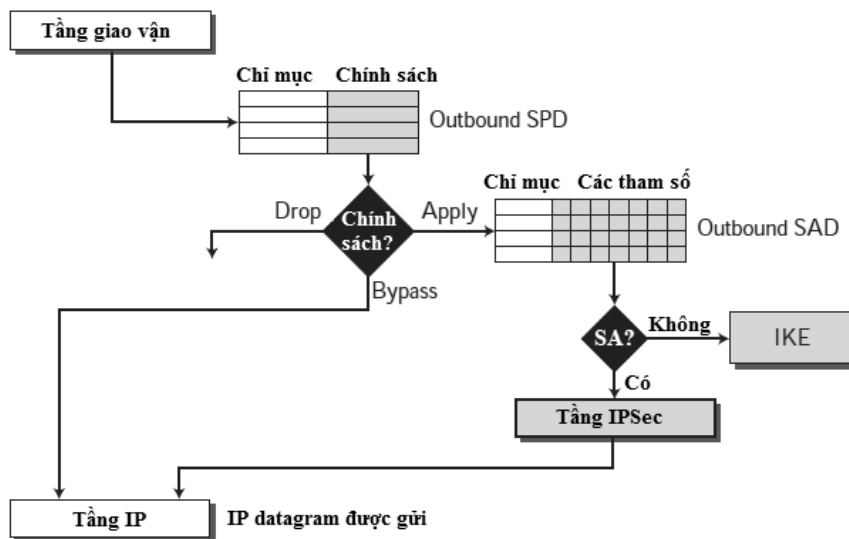 Tầng giao vận
Chỉ mục Chính sách
Outbound SPD
Chỉ mục Các tham số
Outbound SAD
Drop
Chính
sách?
Apply
Bypass
SA?
Không
IKE
Có
Tầng IPSec
Tầng IP
IP datagram được gửi